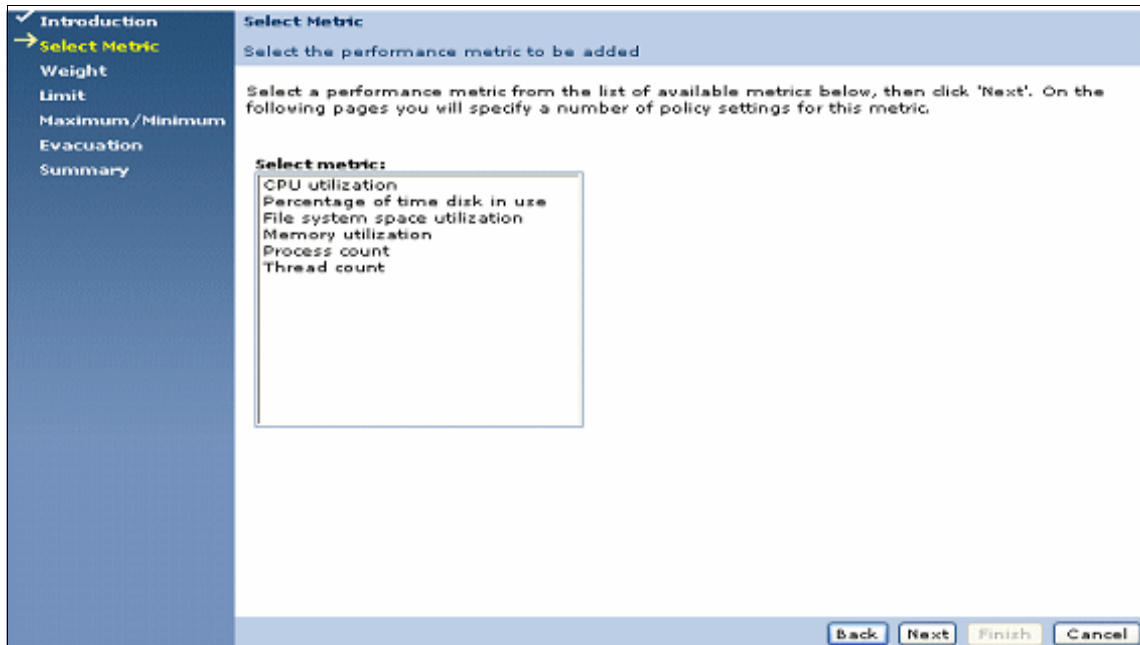 Introduction
Select Metric
Weight
Limit
Maximum/Minimum
Evacuation
Summary
Select Metric
Select the performance metric to be added
Select a performance metric from the list of available metrics below, then click 'Next'. On the
following pages you will specify a number of policy settings for this metric.
Select metric:
CPU utilization
Percentage of time disk in use
File system space utilization
Memory utilization
Process count
Thread count
Back Next Finish Cancel